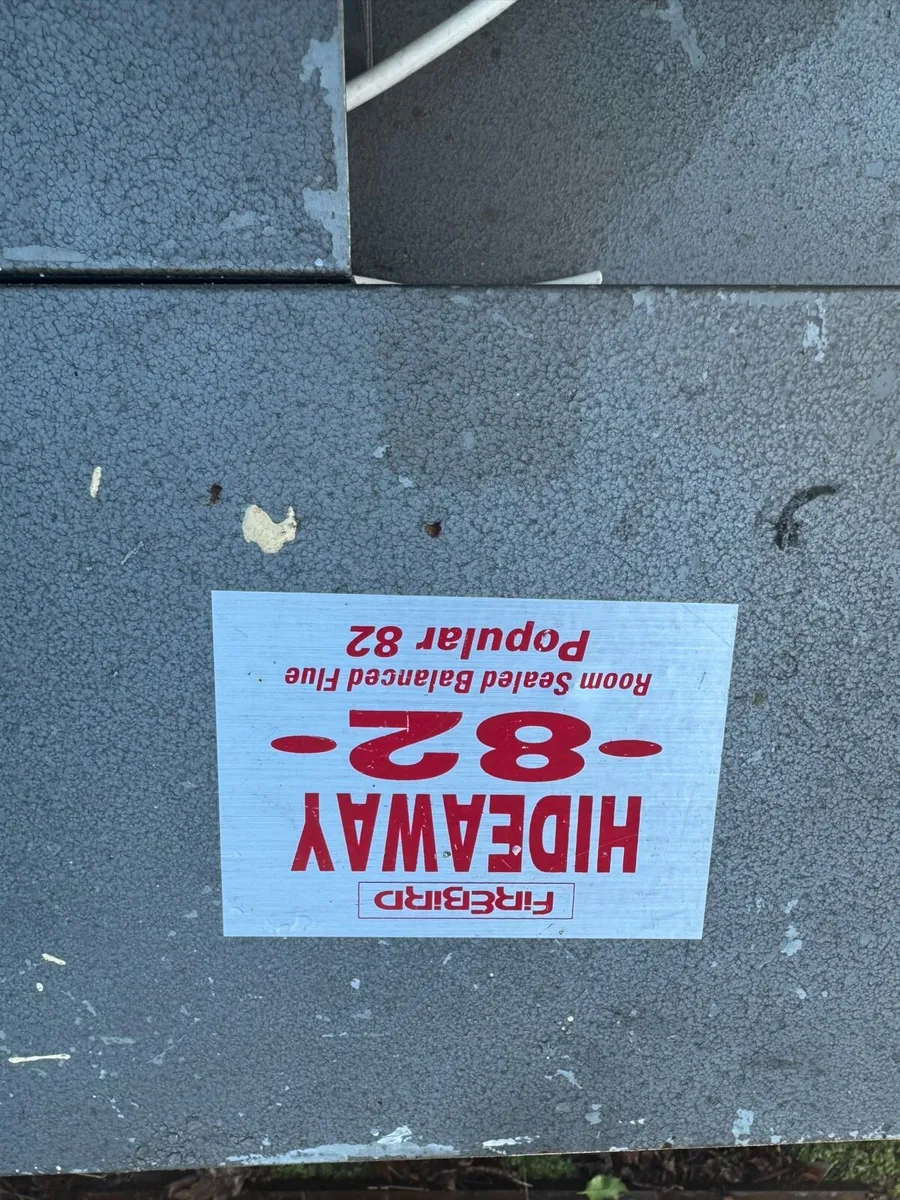 FiREBiRD
HIDEAWAY
-82-
Room Sealed Balanced Flue
Popular 82